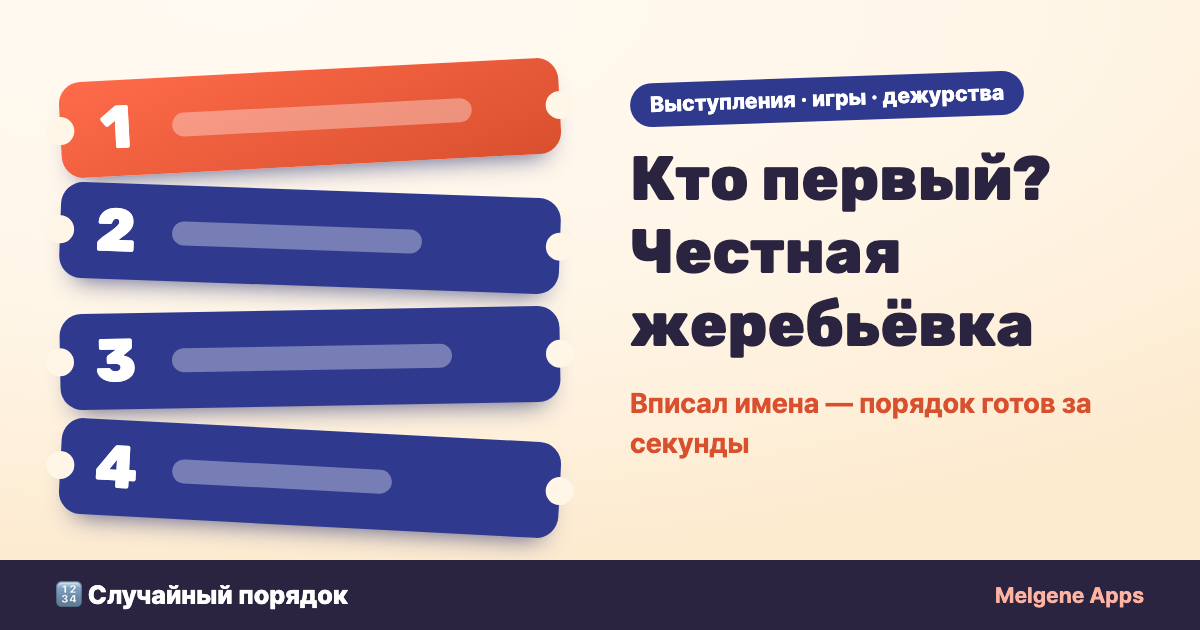 1
2
3
4
Выступления · игры · дежурства
Кто первый?
Честная
жеребьёвка
Вписал имена — порядок готов за
секунды
🔢 Случайный порядок
Melgene Apps